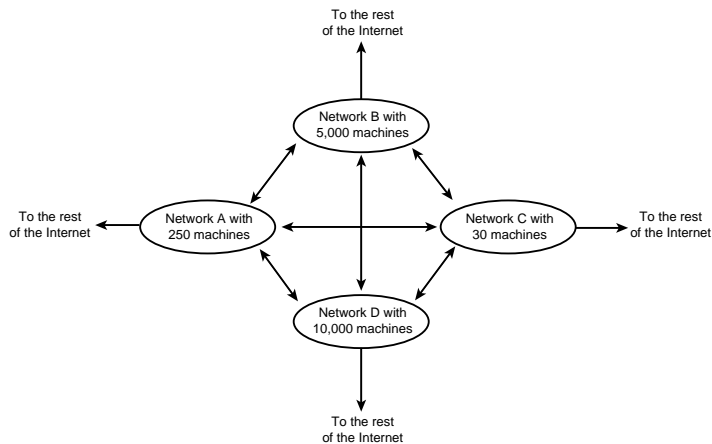 To the rest
of the Internet
Network B with
5,000 machines
To the rest
of the Internet
Network A with
250 machines
Network C with
30 machines
To the rest
of the Internet
Network D with
10,000 machines
To the rest
of the Internet